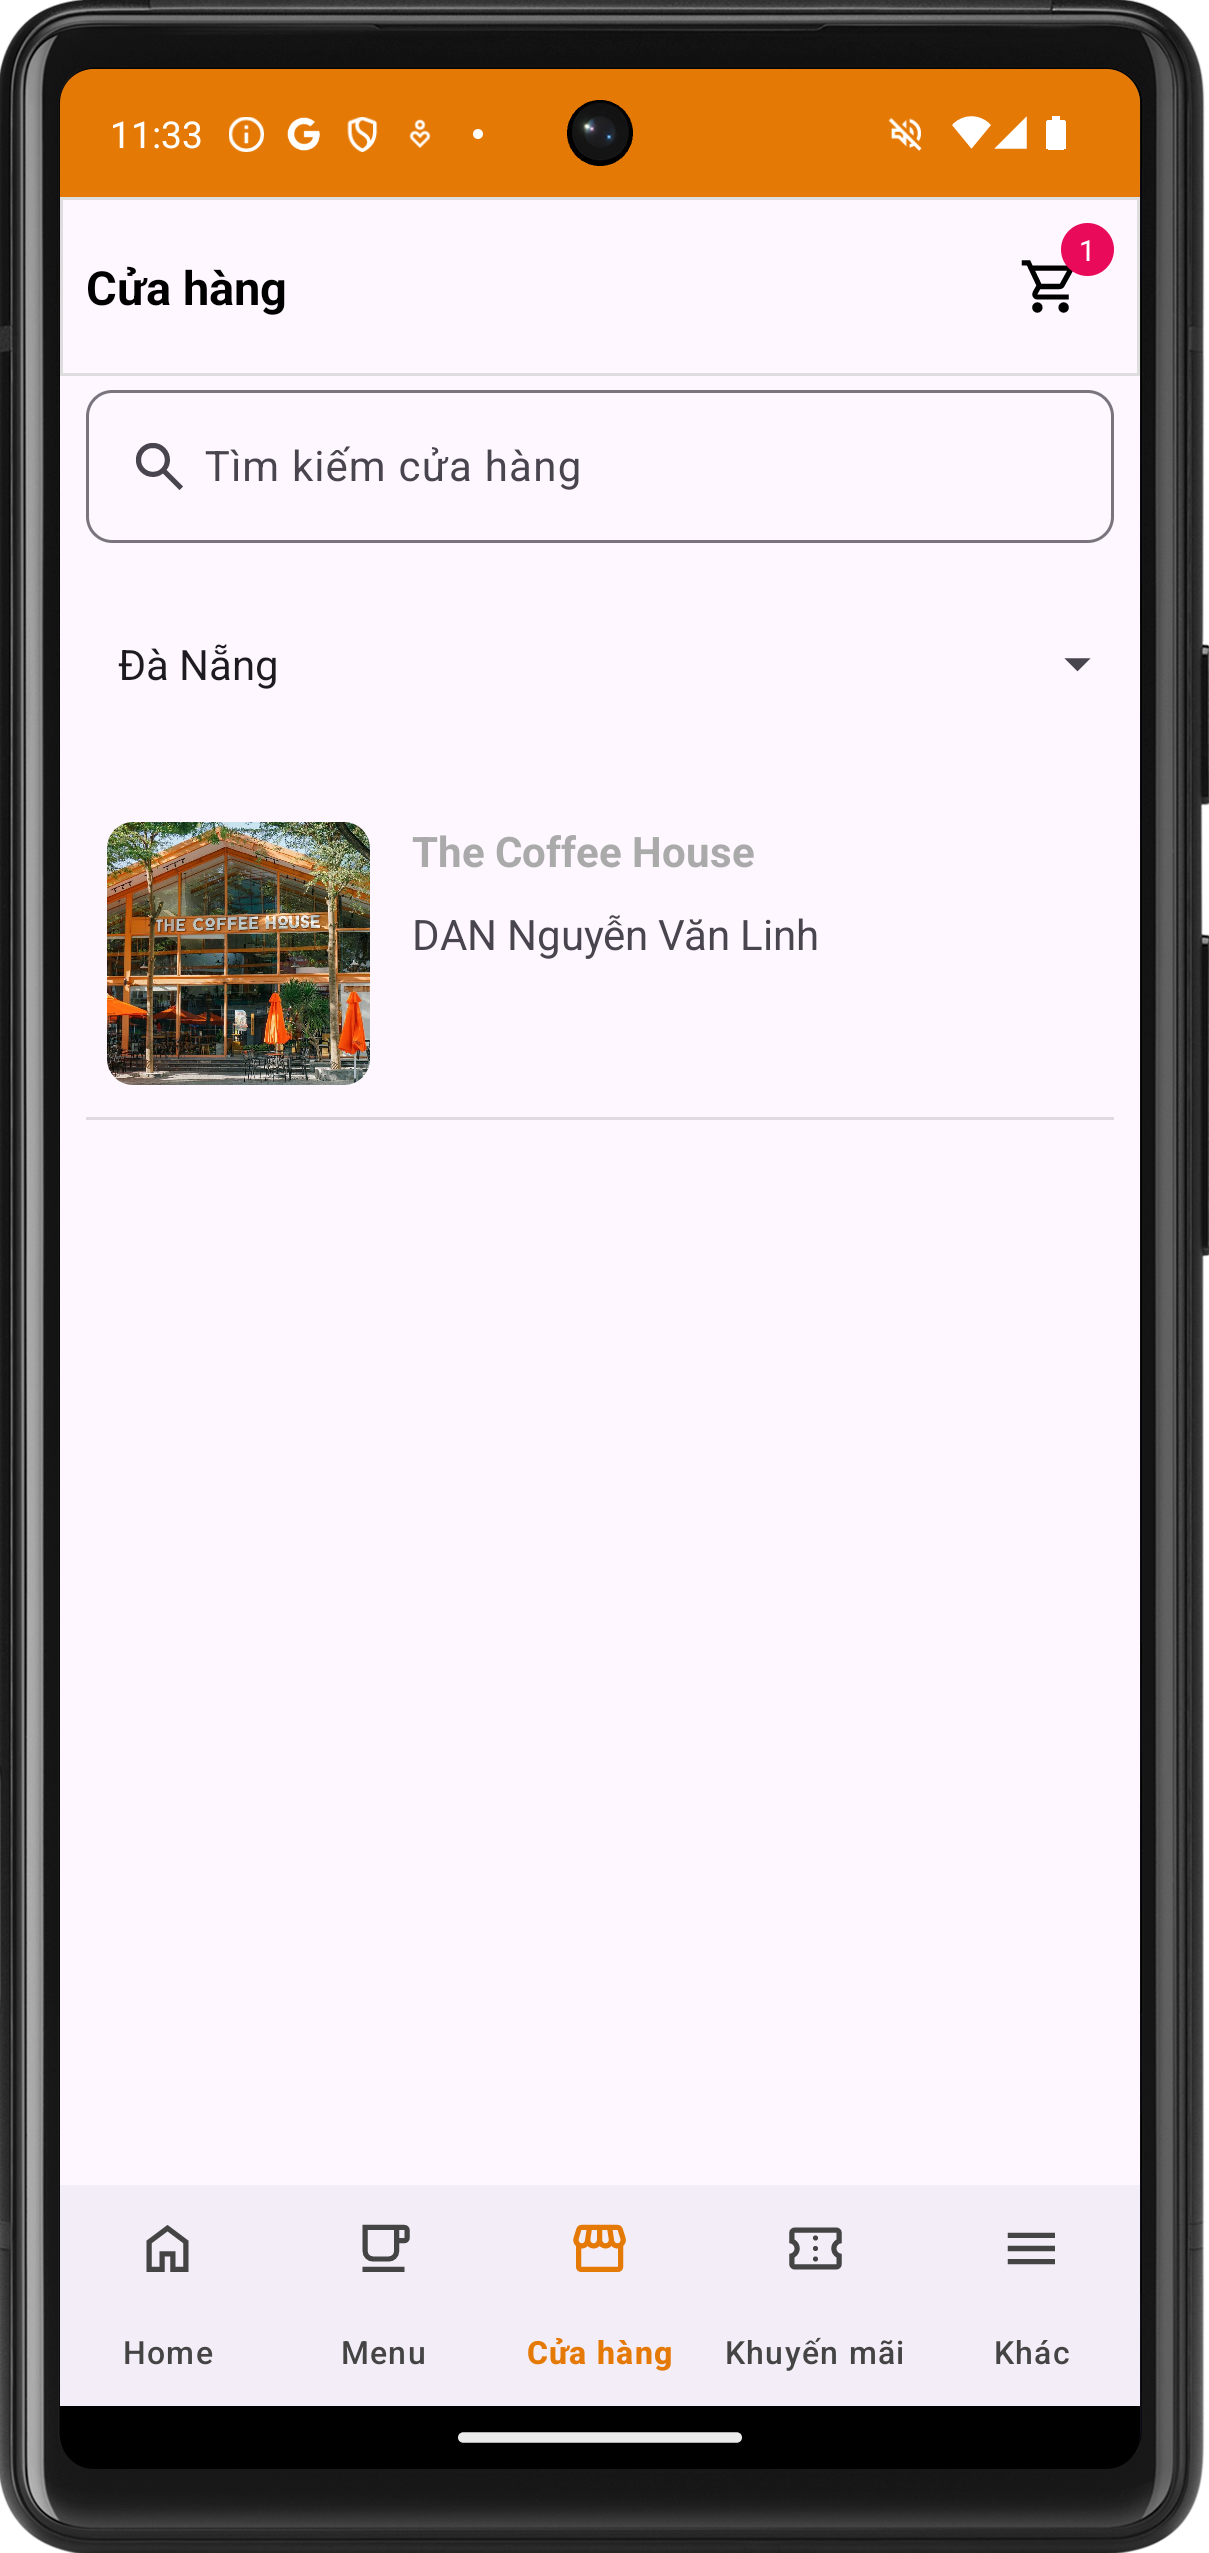 11:33
1
Cửa hàng
Tìm kiếm cửa hàng
Đà Nẵng
The Coffee House
THE COFFEE HOUSE
DAN Nguyễn Văn Linh
Home
Menu
Cửa hàng
Khuyến mãi
Khác